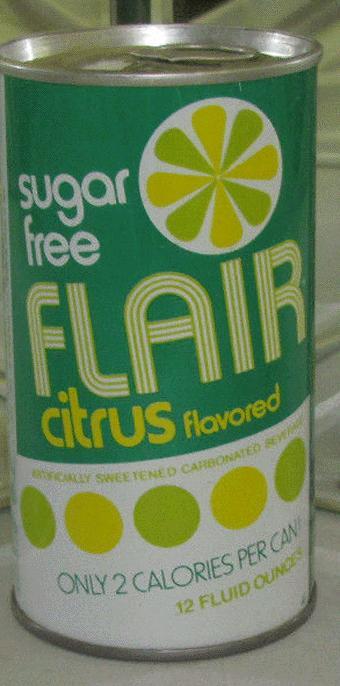 sugar
free
FLAIR
citrus flavored
ARTIFICIALLY SWEETENED CARBONATED BEVERAGE
ONLY 2 CALORIES PER CAN!
12 FLUID OUNCES